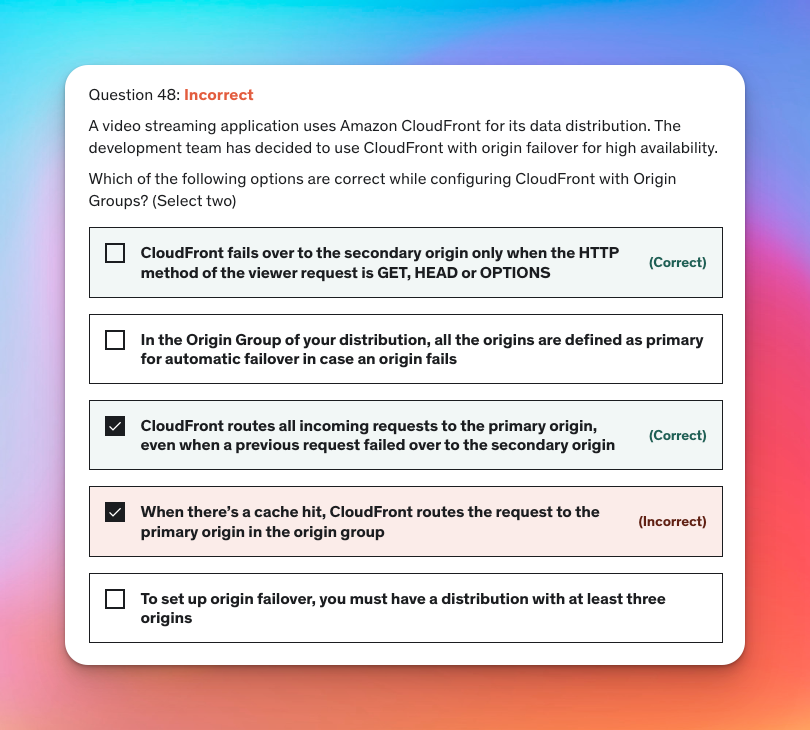 Question 48: Incorrect
A video streaming application uses Amazon CloudFront for its data distribution. The
development team has decided to use CloudFront with origin failover for high availability.
Which of the following options are correct while configuring CloudFront with Origin
Groups? (Select two)
CloudFront fails over to the secondary origin only when the HTTP
method of the viewer request is GET, HEAD or OPTIONS
(Correct)
In the Origin Group of your distribution, all the origins are defined as primary
for automatic failover in case an origin fails
CloudFront routes all incoming requests to the primary origin,
even when a previous request failed over to the secondary origin
(Correct)
When there’s a cache hit, CloudFront routes the request to the
primary origin in the origin group
(Incorrect)
To set up origin failover, you must have a distribution with at least three
origins